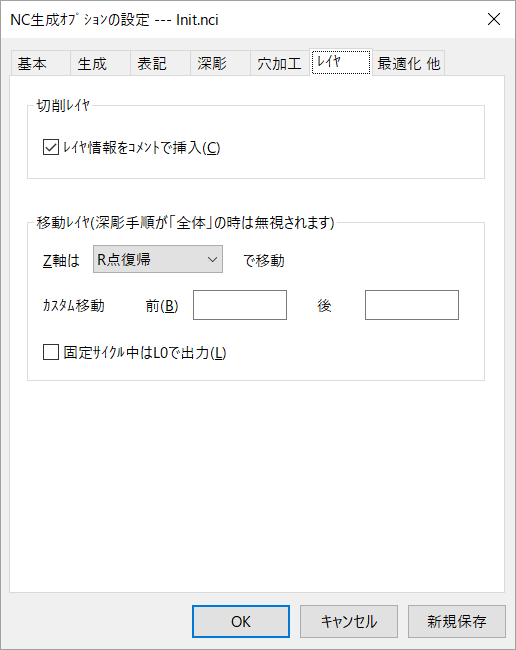 NC生成ｵﾌﾟｼｮﾝの設定 --- Init.nci
基本 生成 表記 深彫 穴加工 ﾚｲﾔ 最適化 他
切削ﾚｲﾔ
ﾚｲﾔ情報をｺﾒﾝﾄで挿入(C)
移動ﾚｲﾔ(深彫手順が｢全体｣の時は無視されます)
Z軸は R点復帰 で移動
ｶｽﾀﾑ移動 前(B) 後
固定ｻｲｸﾙ中はL0で出力(L)
OK ｷｬﾝｾﾙ 新規保存